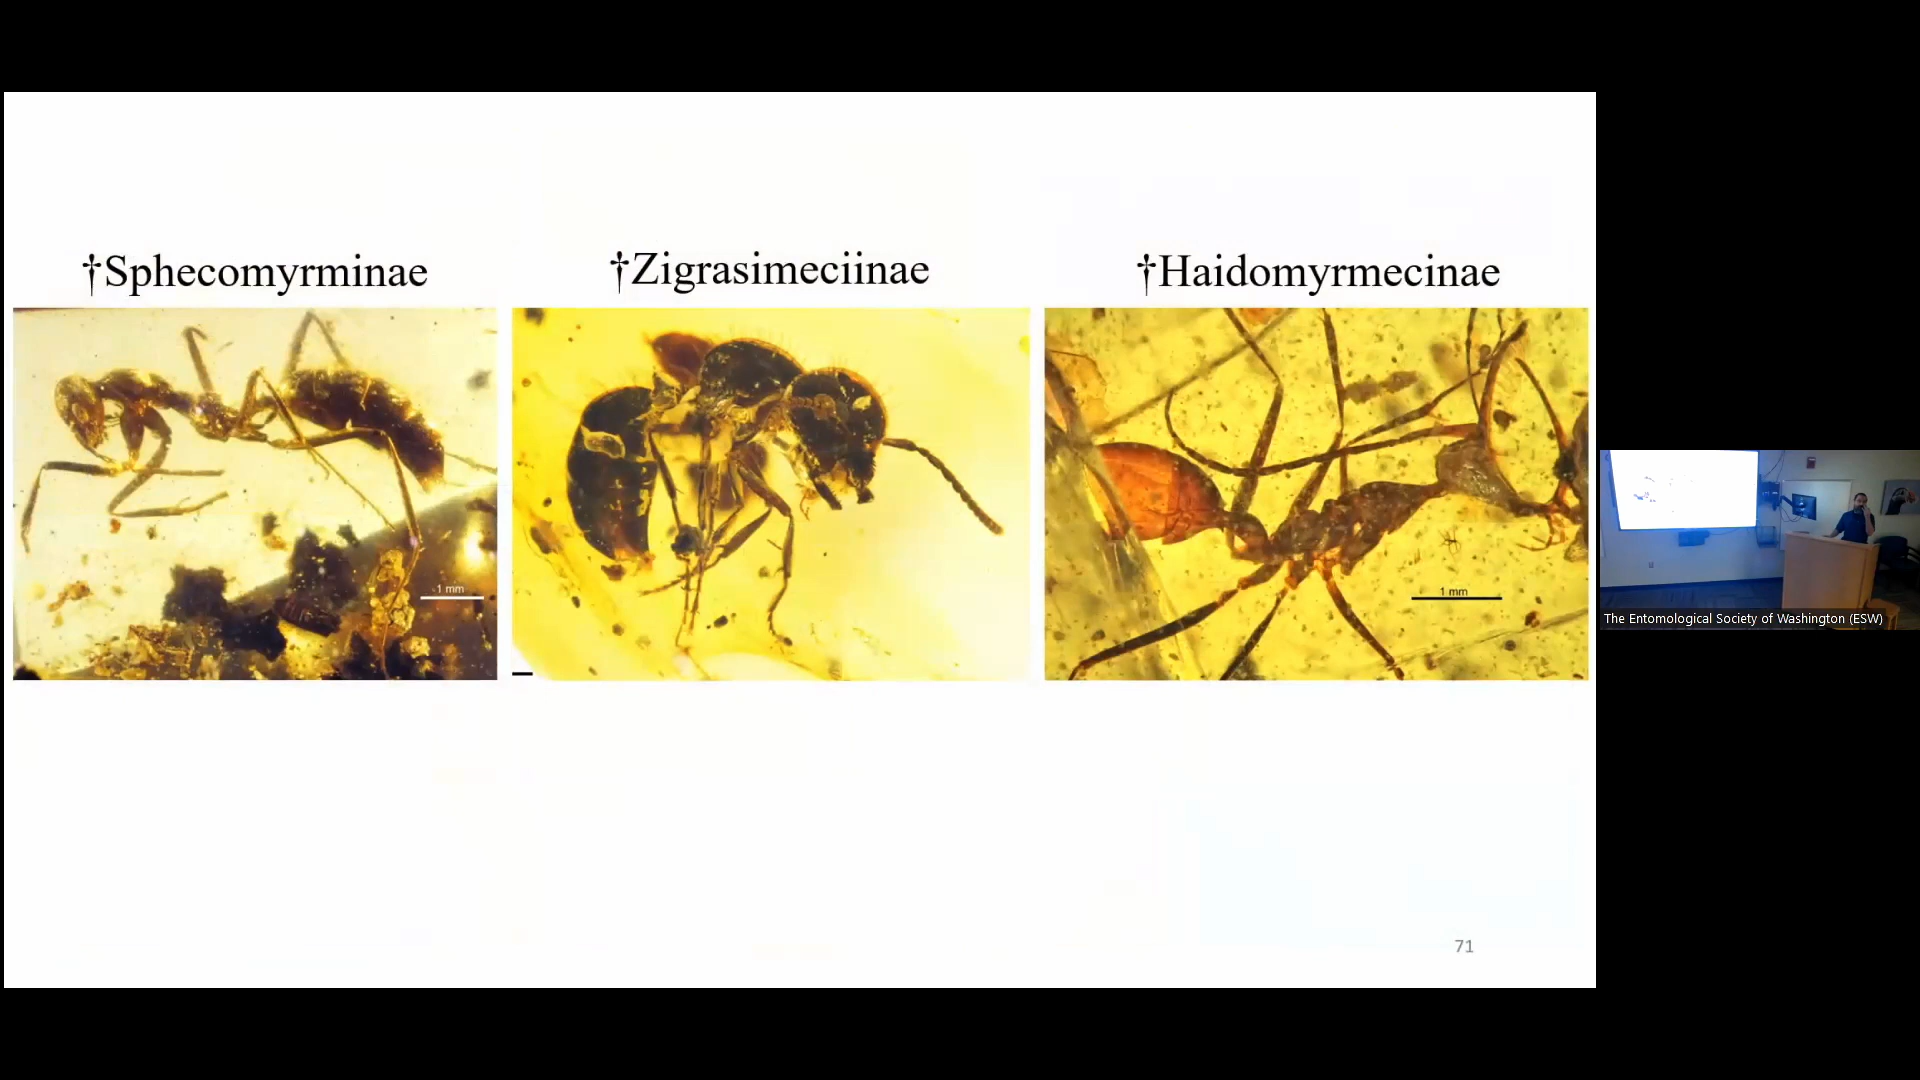 †Sphecomyrminae
†Zigrasimeciinae
†Haidomyrmecinae
1 mm
1 mm
71
The Entomological Society of Washington (ESW)